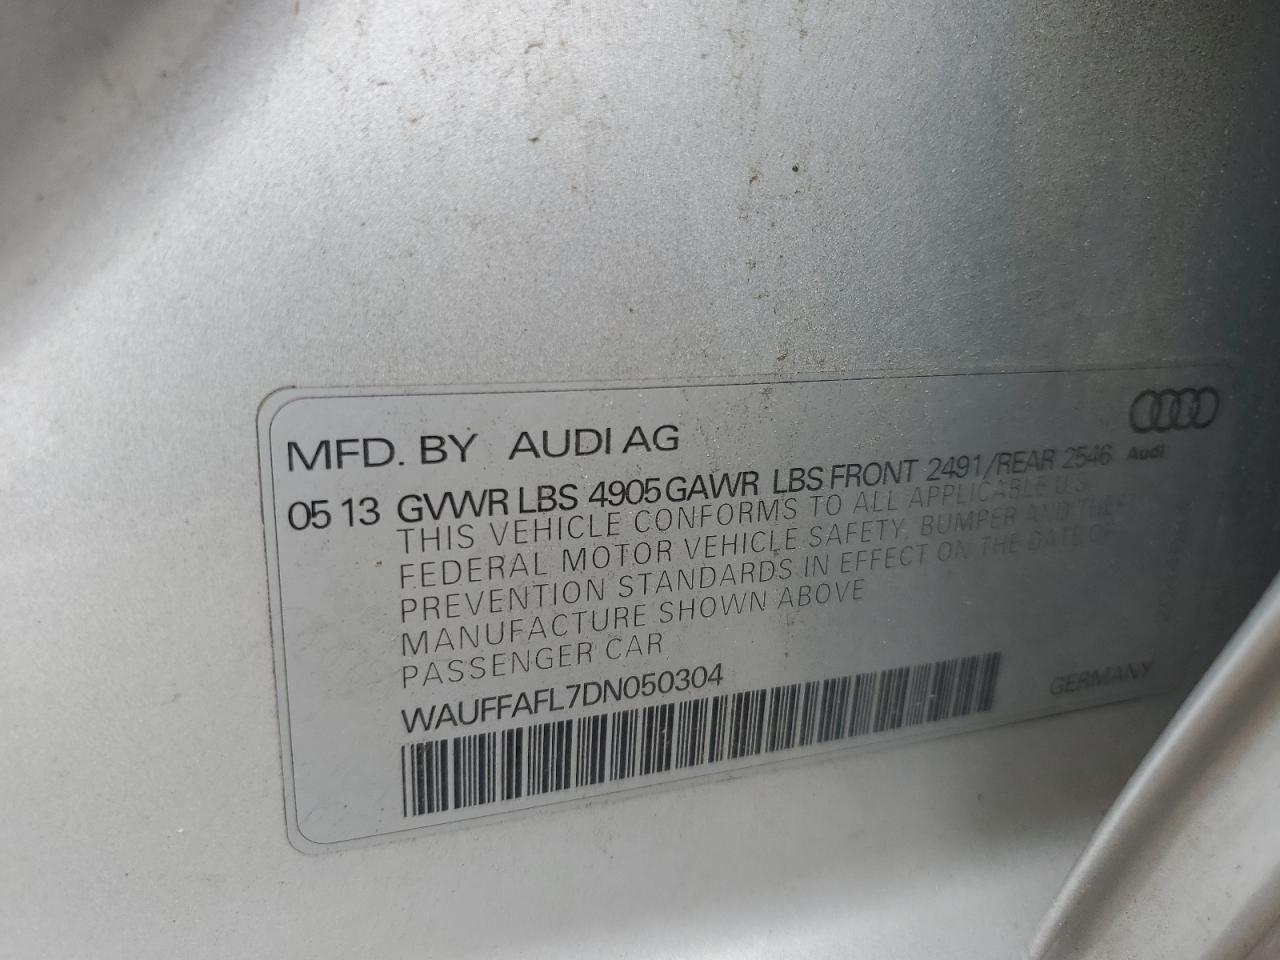 MFD. BY AUDI AG
05 13 GVWR LBS 4905 GAWR LBS FRONT 2491/REAR 2546
Audi
THIS VEHICLE CONFORMS TO ALL APPLICABLE U.S.
FEDERAL MOTOR VEHICLE SAFETY, BUMPER AND THEFT
PREVENTION STANDARDS IN EFFECT ON THE DATE OF
MANUFACTURE SHOWN ABOVE
PASSENGER CAR
WAUFFAFL7DN050304
GERMANY